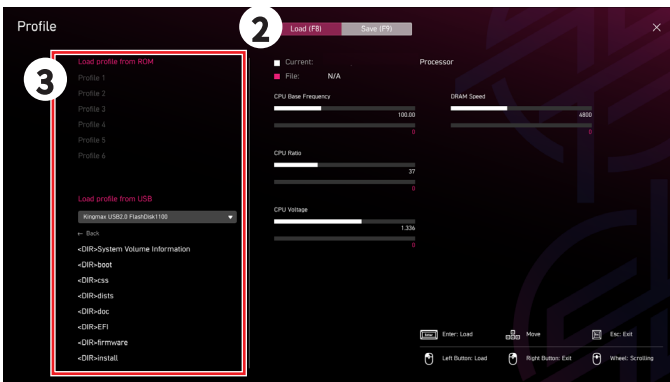 Profile
2
Load (F8)
Save (F9)
3
Load profile from ROM
Profile 1
Profile 2
Profile 3
Profile 4
Profile 5
Profile 6
Load profile from USB
Kingmax USB2.0 FlashDisk1100
← Back
<DIR>System Volume Information
<DIR>boot
<DIR>css
<DIR>dists
<DIR>doc
<DIR>EFI
<DIR>firmware
<DIR>install
Current:
Processor
File: N/A
CPU Base Frequency
100.00
0
DRAM Speed
4800
0
CPU Ratio
37
0
CPU Voltage
1.336
0
Enter: Load
Move
Esc: Exit
Left Button: Load
Right Button: Exit
Wheel: Scrolling